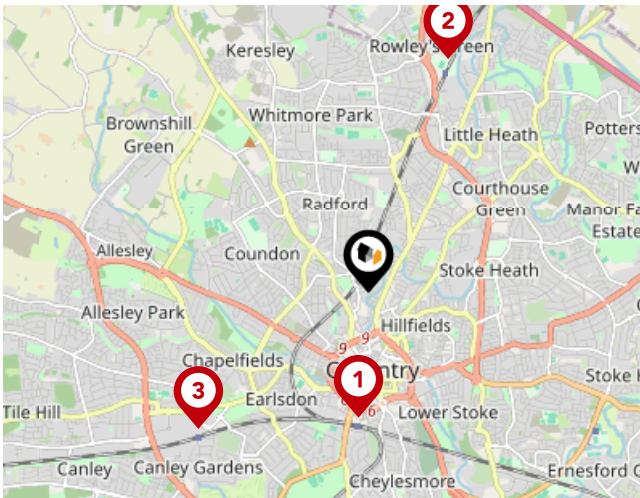 2
Rowley's Green
Keresley
Whitmore Park
Brownshill
Green
Little Heath
Potters
W
Courthouse
Green
Radford
Manor Fa
Estate
Allesley
Coundon
Stoke Heath
Allesley Park
Hillfields
9
9
Chapelfields
1
3
Earlsdon
Stoke H
Tile Hill
6
Lower Stoke
Canley
Canley Gardens
Cheylesmore
Ernesford G